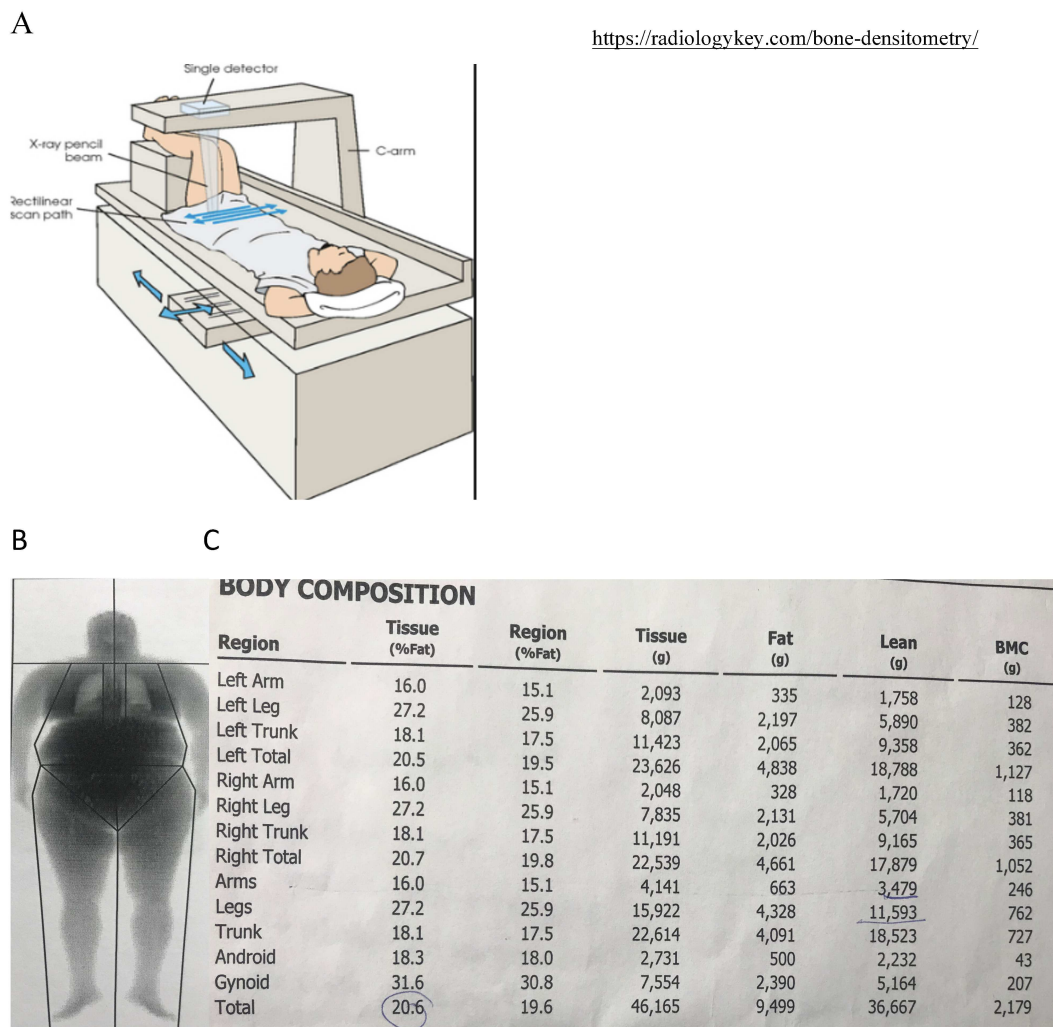 A
https://radiologykey.com/bone-densitometry/
Single detector
X-ray pencil
beam
C-arm
Rectilinear
scan path
B
C
BODY COMPOSITION
Region Tissue (%Fat) Region (%Fat) Tissue (g) Fat (g) Lean (g) BMC (g)
Left Arm 16.0 15.1 2,093 335 1,758 128
Left Leg 27.2 25.9 8,087 2,197 5,890 382
Left Trunk 18.1 17.5 11,423 2,065 9,358 362
Left Total 20.5 19.5 23,626 4,838 18,788 1,127
Right Arm 16.0 15.1 2,048 328 1,720 118
Right Leg 27.2 25.9 7,835 2,131 5,704 381
Right Trunk 18.1 17.5 11,191 2,026 9,165 365
Right Total 20.7 19.8 22,539 4,661 17,879 1,052
Arms 16.0 15.1 4,141 663 3,479 246
Legs 27.2 25.9 15,922 4,328 11,593 762
Trunk 18.1 17.5 22,614 4,091 18,523 727
Android 18.3 18.0 2,731 500 2,232 43
Gynoid 31.6 30.8 7,554 2,390 5,164 207
Total 20.6 19.6 46,165 9,499 36,667 2,179